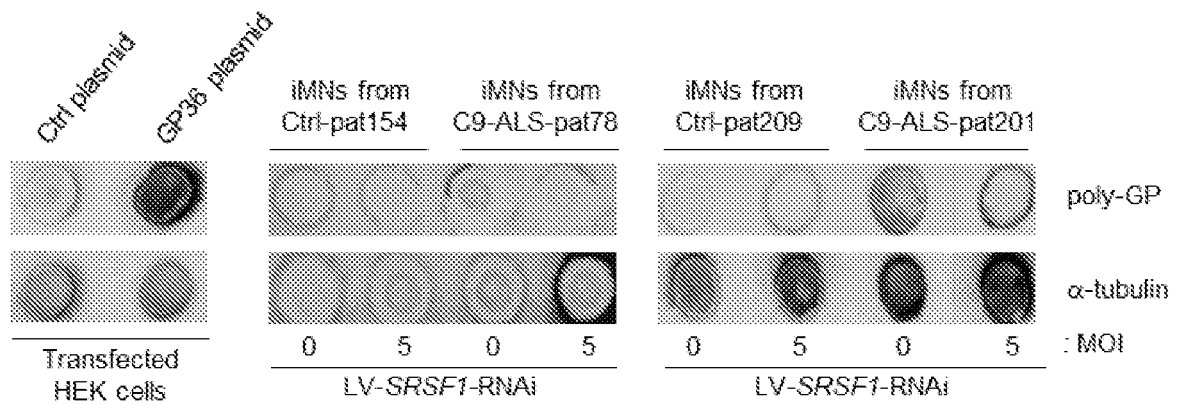 Ctrl plasmid
GP36 plasmid
iMNs from
Ctrl-pat154
iMNs from
C9-ALS-pat78
iMNs from
Ctrl-pat209
iMNs from
C9-ALS-pat201
poly-GP
α-tubulin
0 5 0 5 0 5 0 5 : MOI
Transfected
HEK cells
LV-SRSF1-RNAi
LV-SRSF1-RNAi